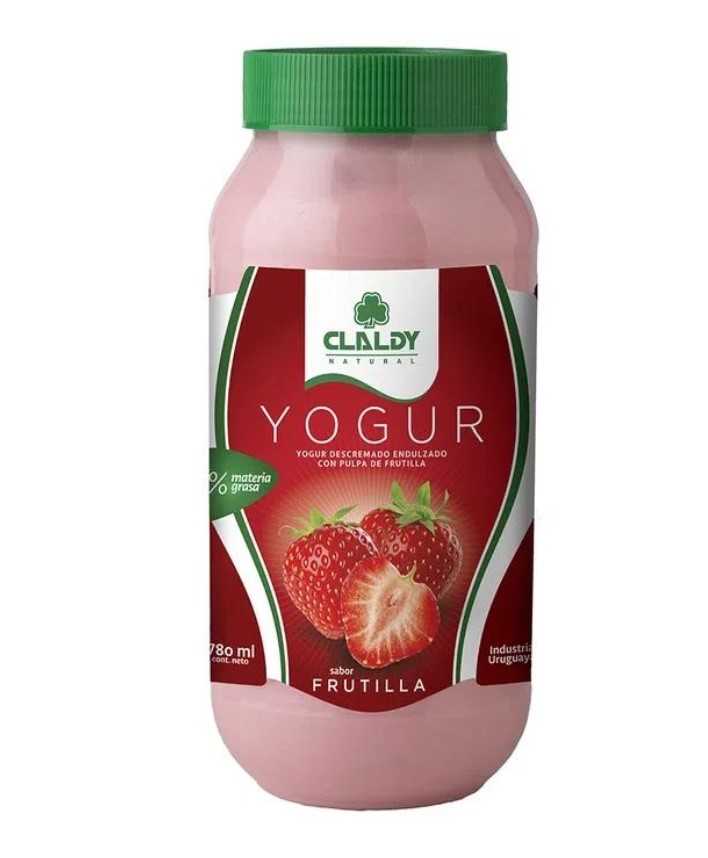 CLALDY
NATURAL
YOGUR
YOGUR DESCREMADO ENDULZADO
CON PULPA DE FRUTILLA
% materia
grasa
780 ml
cont. neto
Industria
Uruguaya
sabor
FRUTILLA